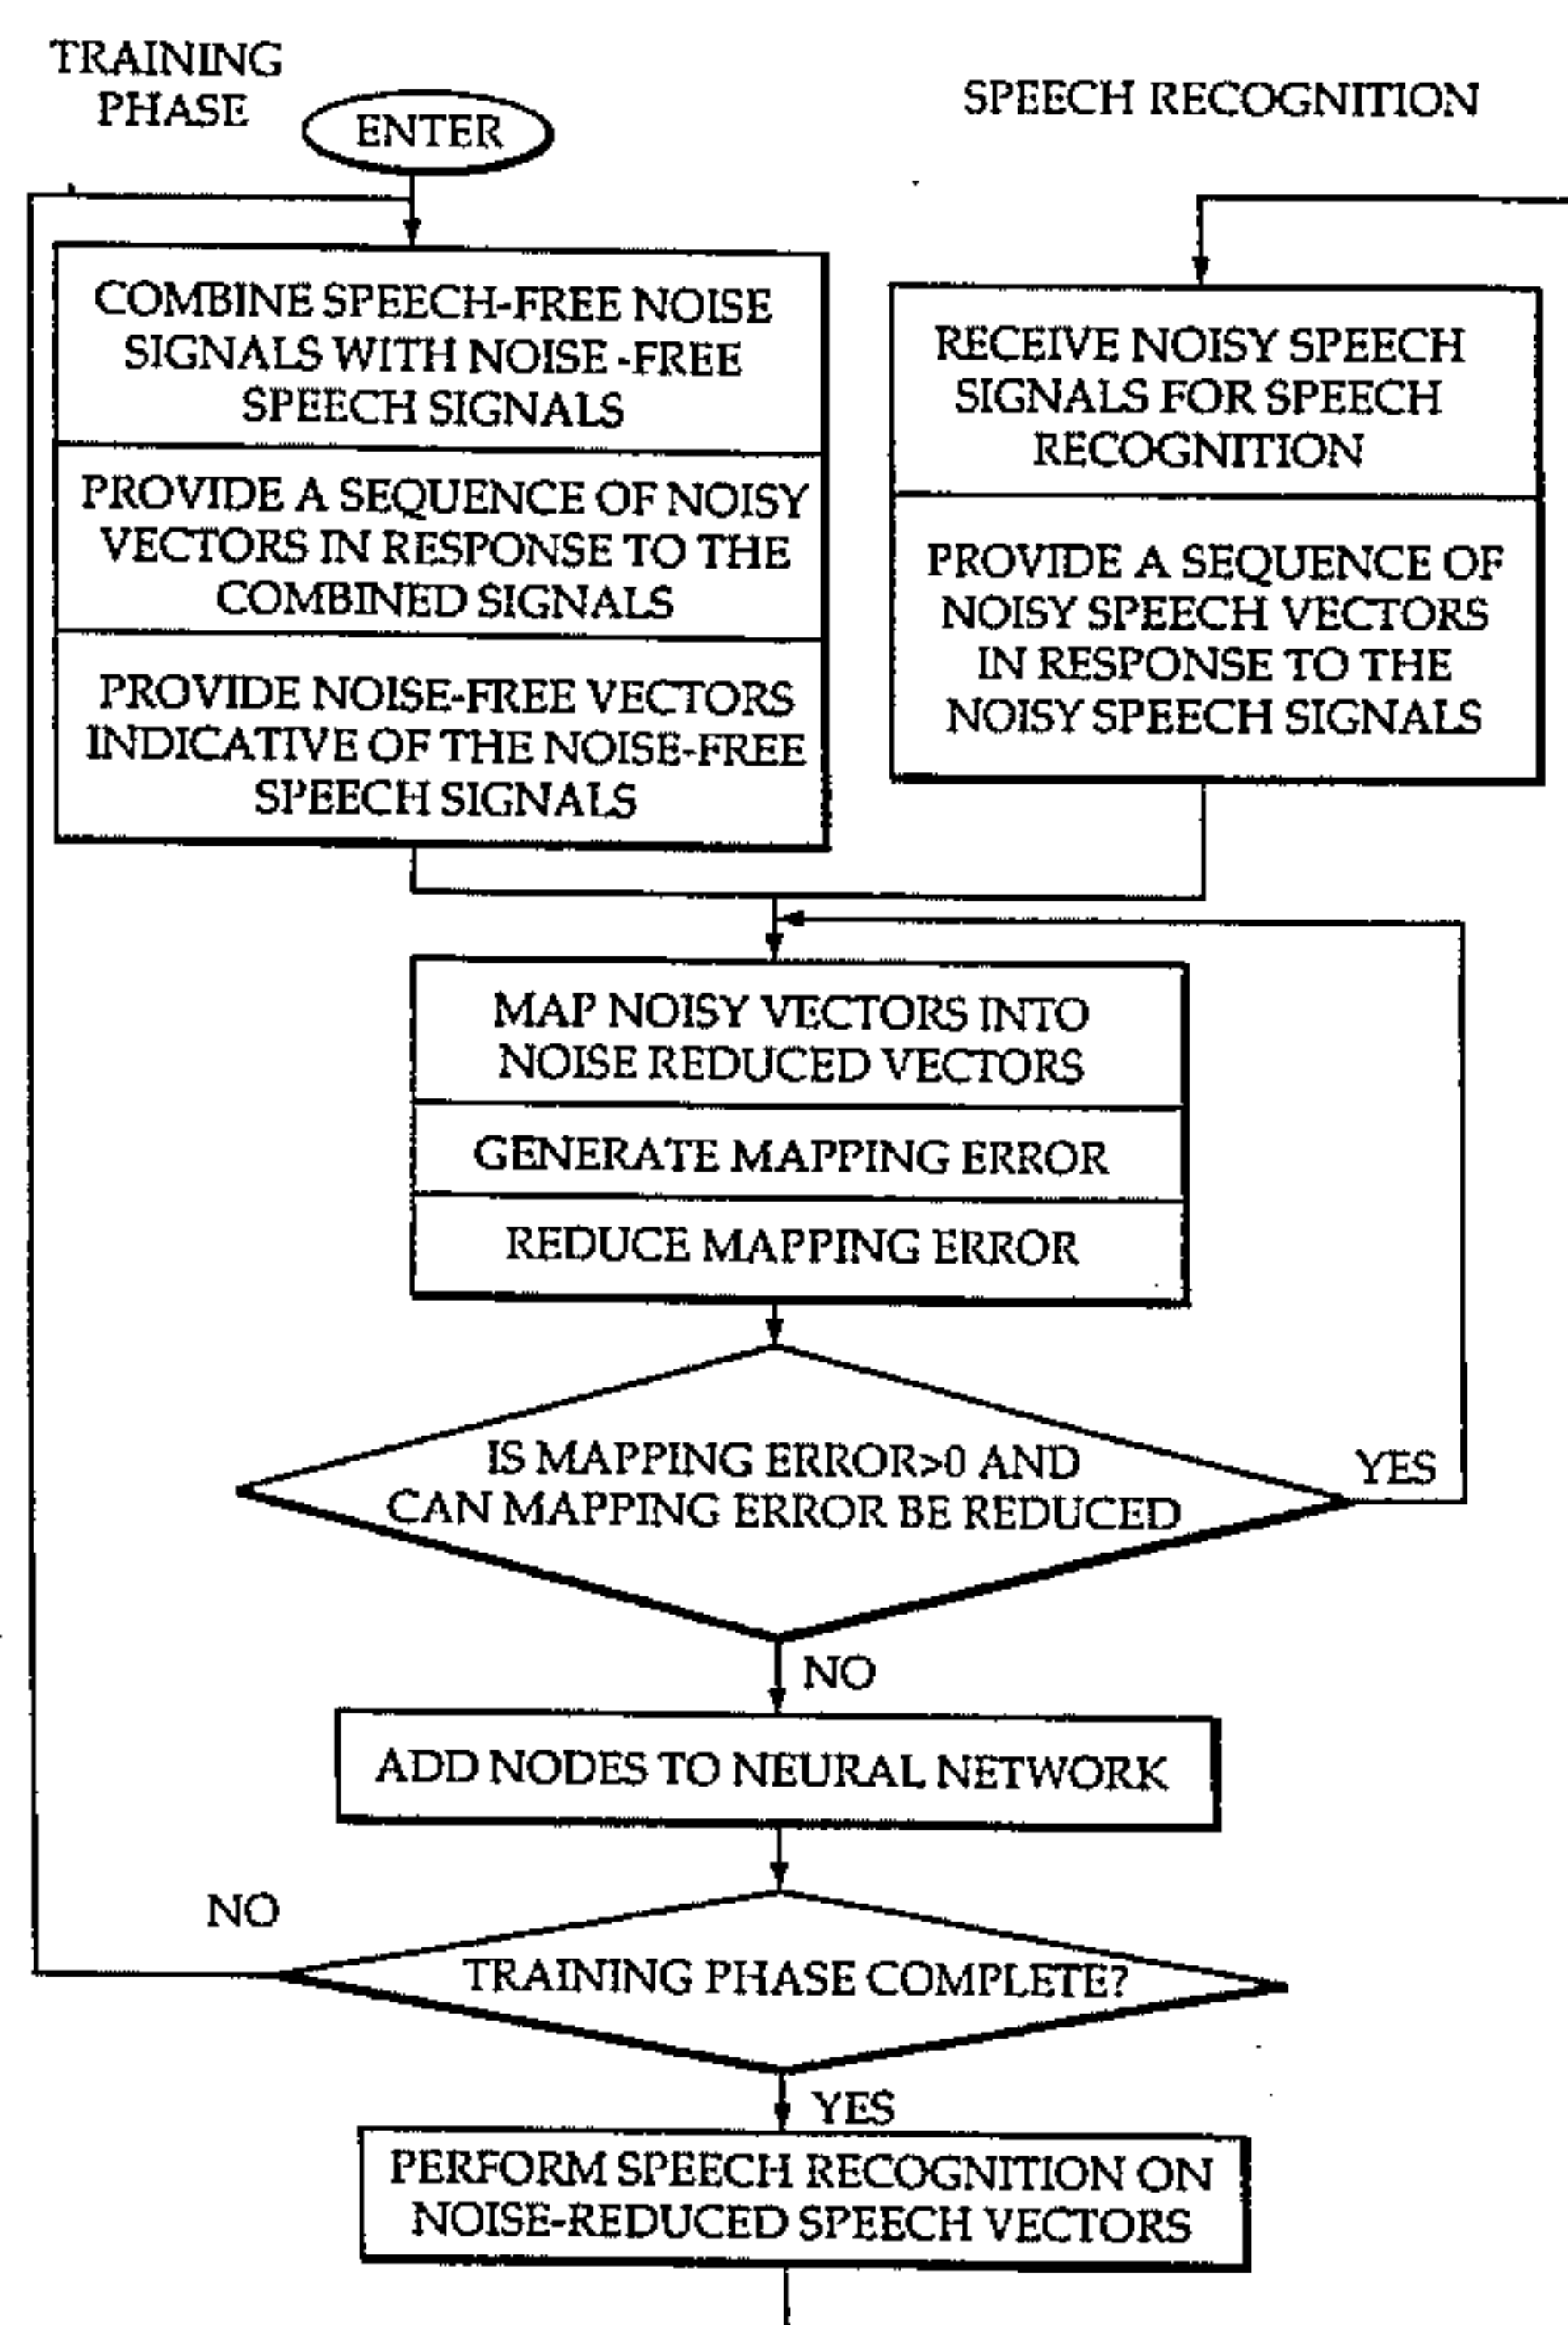 TRAINING
PHASE
ENTER
SPEECH RECOGNITION
COMBINE SPEECH-FREE NOISE
SIGNALS WITH NOISE -FREE
SPEECH SIGNALS
PROVIDE A SEQUENCE OF NOISY
VECTORS IN RESPONSE TO THE
COMBINED SIGNALS
PROVIDE NOISE-FREE VECTORS
INDICATIVE OF THE NOISE-FREE
SPEECH SIGNALS
RECEIVE NOISY SPEECH
SIGNALS FOR SPEECH
RECOGNITION
PROVIDE A SEQUENCE OF
NOISY SPEECH VECTORS
IN RESPONSE TO THE
NOISY SPEECH SIGNALS
MAP NOISY VECTORS INTO
NOISE REDUCED VECTORS
GENERATE MAPPING ERROR
REDUCE MAPPING ERROR
IS MAPPING ERROR>0 AND
CAN MAPPING ERROR BE REDUCED
YES
NO
ADD NODES TO NEURAL NETWORK
NO
TRAINING PHASE COMPLETE?
YES
PERFORM SPEECH RECOGNITION ON
NOISE-REDUCED SPEECH VECTORS